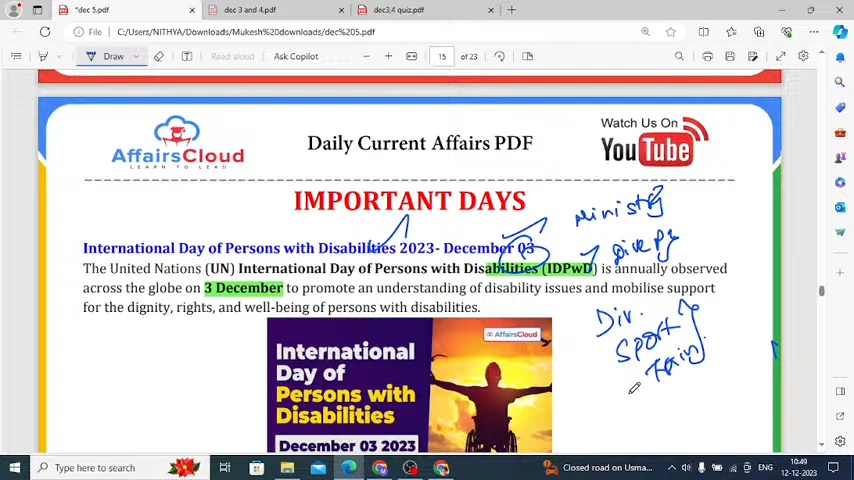 *dec 5.pdf
dec 3 and 4.pdf
dec3,4 quiz.pdf
File
C:/Users/NITHYA/Downloads/Mukesh%20downloads/dec%205.pdf
Draw
Ask Copilot
15 of 23
AffairsCloud
LEARN TO LEAD
Daily Current Affairs PDF
Watch Us On
YouTube
IMPORTANT DAYS
Ministry
International Day of Persons with Disabilities 2023- December 03
The United Nations (UN) International Day of Persons with Disabilities (IDPwD) is annually observed
across the globe on 3 December to promote an understanding of disability issues and mobilise support
for the dignity, rights, and well-being of persons with disabilities.
Div.
Sport
Train
AffairsCloud
International
Day of
Persons with
Disabilities
December 03 2023
Type here to search
Closed road on Usma...
ENG
10:49
12-12-2023